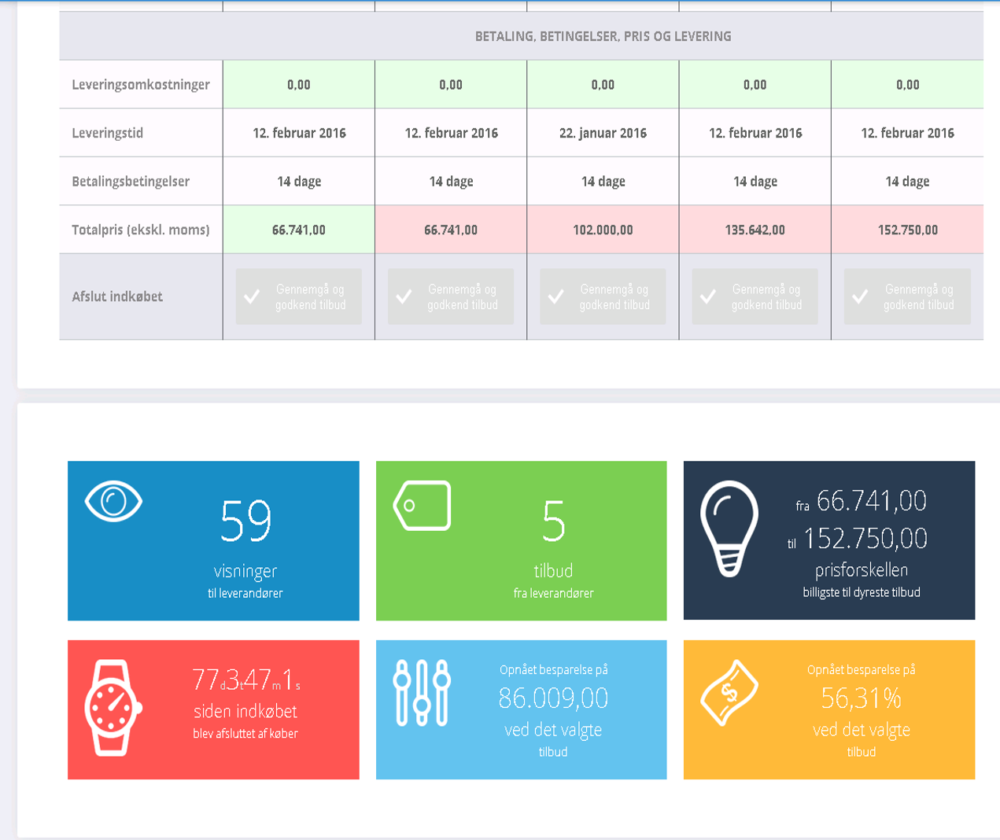 BETALING, BETINGELSER, PRIS OG LEVERING
Leveringsomkostninger 0,00 0,00 0,00 0,00 0,00
Leveringstid 12. februar 2016 12. februar 2016 22. januar 2016 12. februar 2016 12. februar 2016
Betalingsbetingelser 14 dage 14 dage 14 dage 14 dage 14 dage
Totalpris (ekskl. moms) 66.741,00 66.741,00 102.000,00 135.642,00 152.750,00
Afslut indkøbet
Gennemgå og
godkend tilbud
Gennemgå og
godkend tilbud
Gennemgå og
godkend tilbud
Gennemgå og
godkend tilbud
Gennemgå og
godkend tilbud
59
visninger
til leverandører
5
tilbud
fra leverandører
fra 66.741,00
til 152.750,00
prisforskellen
billigste til dyreste tilbud
77d3t47m1s
siden indkøbet
blev afsluttet af køber
Opnået besparelse på
86.009,00
ved det valgte
tilbud
Opnået besparelse på
56,31%
ved det valgte
tilbud